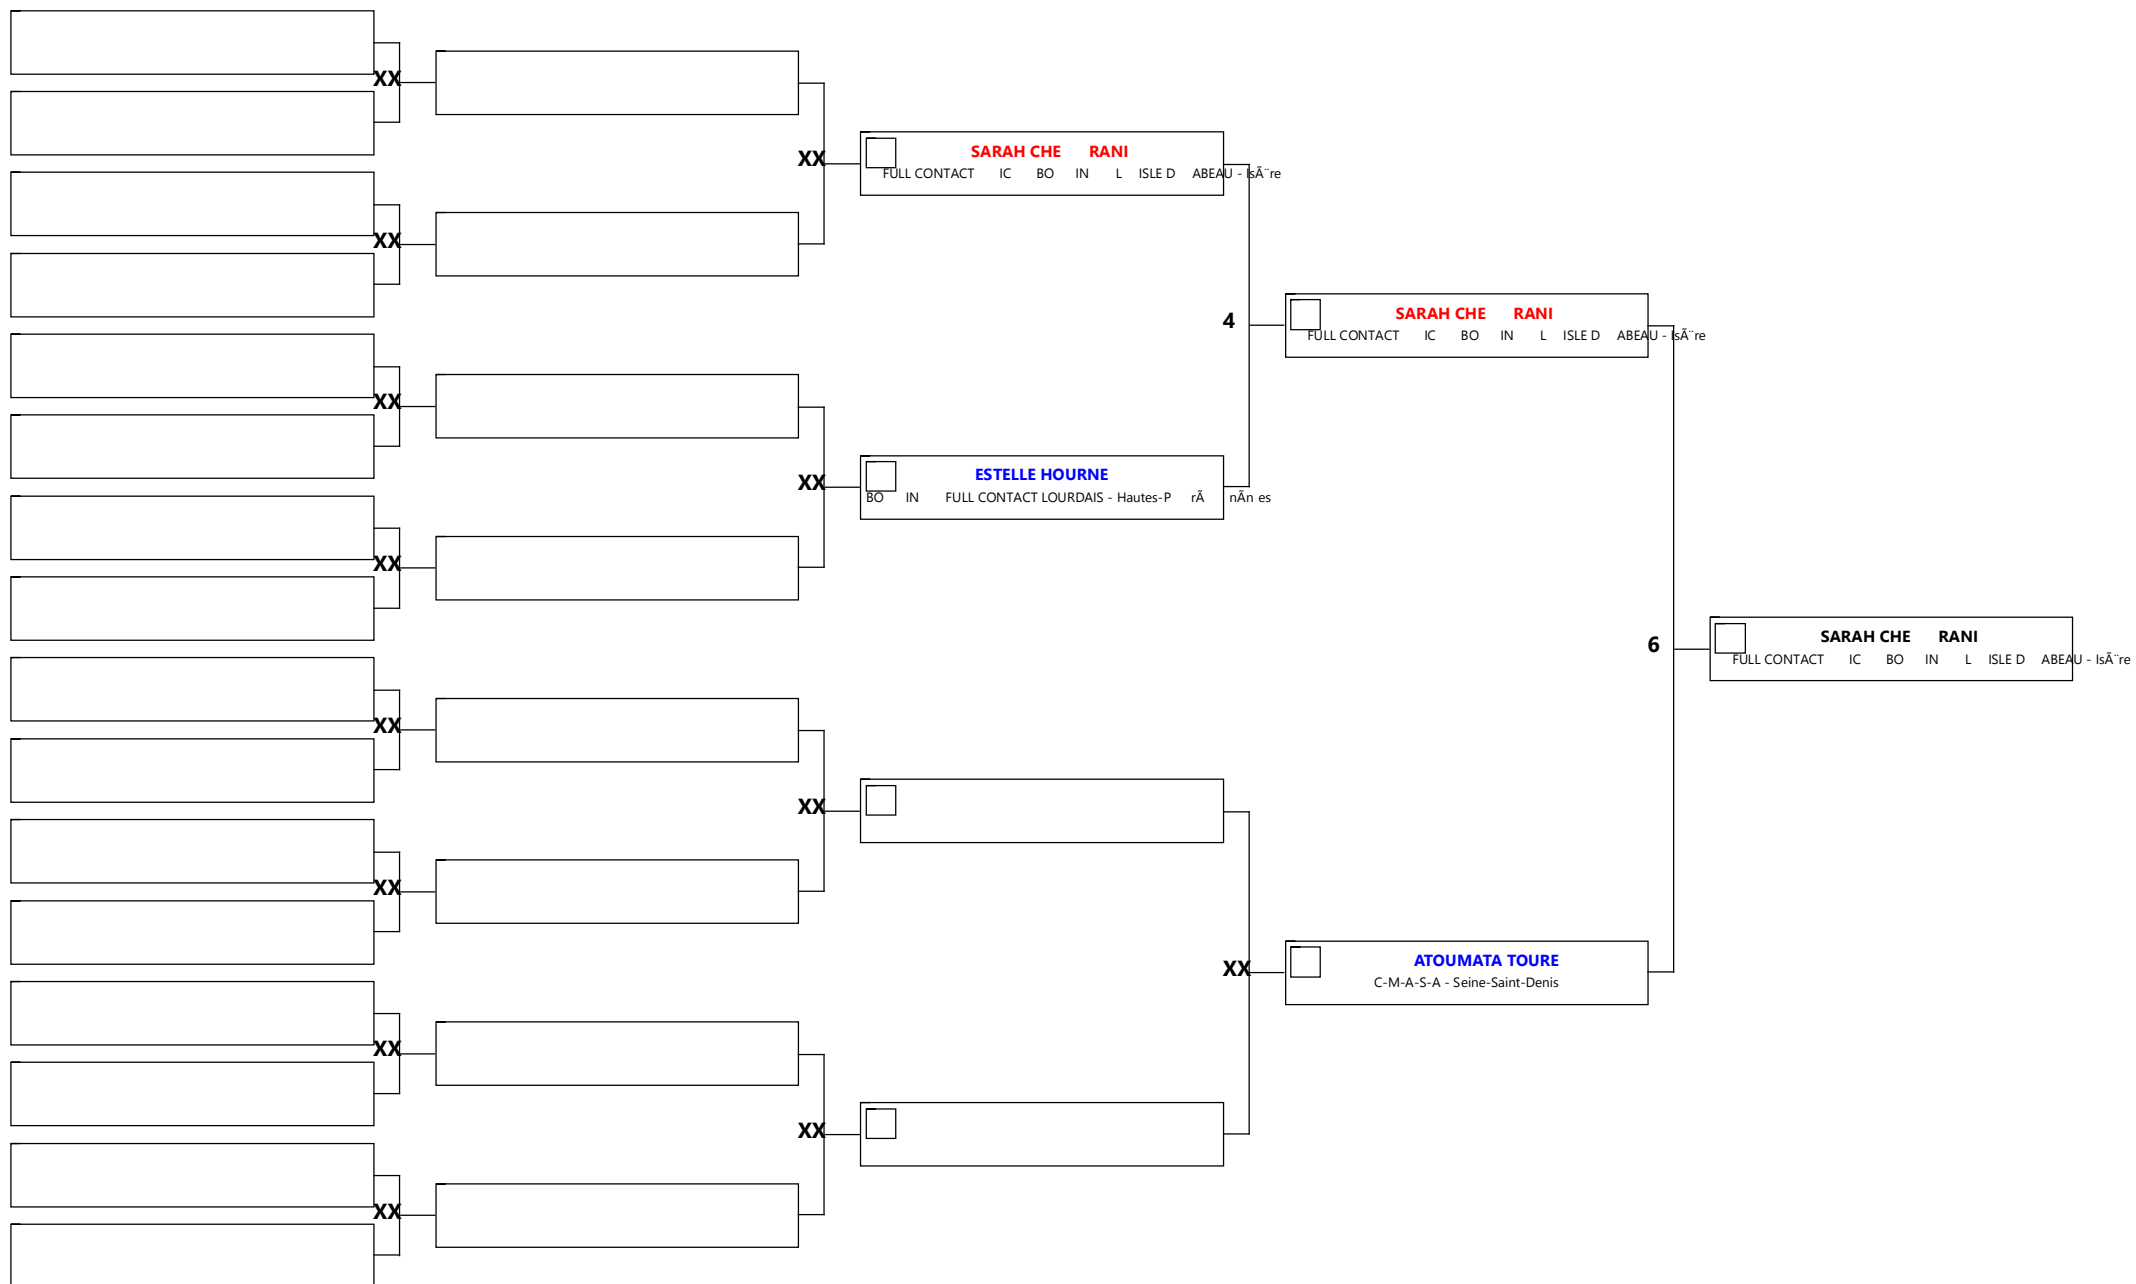 XX
XX
XX
XX
XX
XX
XX
XX
XX
XX
XX
XX
SARAH CHE RANI
FULL CONTACT IC BO IN L ISLE D ABEAU - IsÃ¨re
ESTELLE HOURNE
BO IN FULL CONTACT LOURDAIS - Hautes-P rÃ nÃn es
4
XX
SARAH CHE RANI
FULL CONTACT IC BO IN L ISLE D ABEAU - IsÃ¨re
ATOUMATA TOURE
C-M-A-S-A - Seine-Saint-Denis
6
SARAH CHE RANI
FULL CONTACT IC BO IN L ISLE D ABEAU - IsÃ¨re